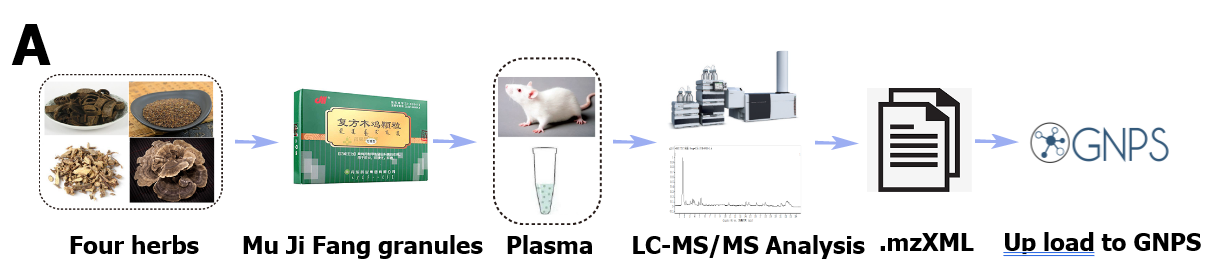 A
复方木鸡颗粒
GNPS
Four herbs
Mu Ji Fang granules
Plasma
LC-MS/MS Analysis
.mzXML
Up load to GNPS